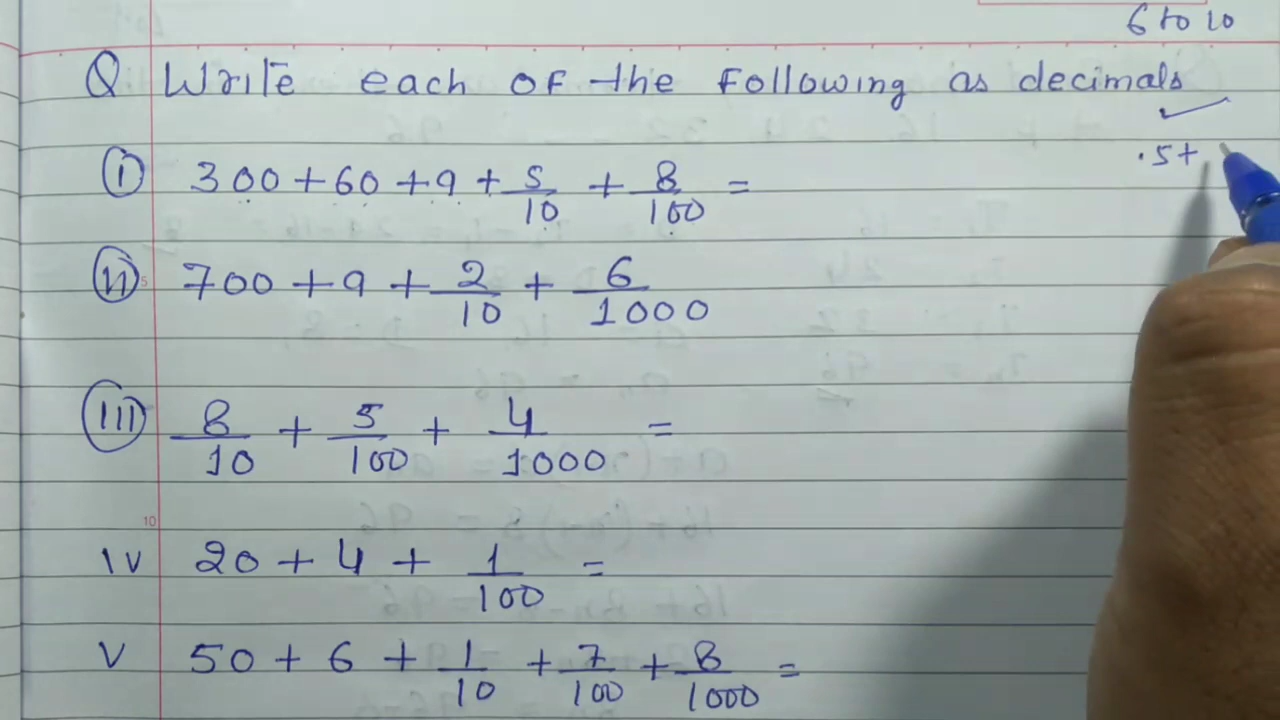 6 to 10
Q Write each of the following as decimals
.5+
(i) 300 + 60 + 9 + 5/10 + 8/100 =
(ii) 700 + 9 + 2/10 + 6/1000
5
(iii) 8/10 + 5/100 + 4/1000 =
10
iv 20 + 4 + 1/100 =
v 50 + 6 + 1/10 + 7/100 + 8/1000 =